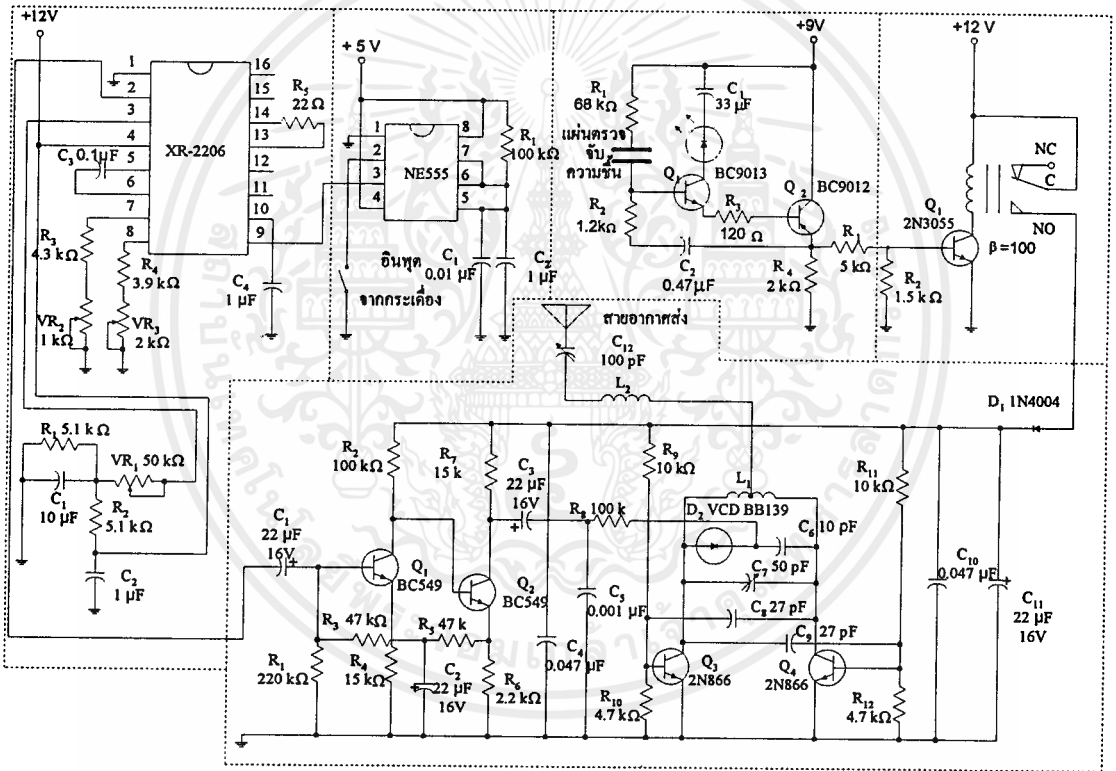 +12V
1
2
3
4
5
6
7
8
16
15
14
13
12
11
10
9
XR-2206
R5
22 Ω
C3 0.1µF
R3
4.3 kΩ
R4
3.9 kΩ
VR2
1 kΩ
VR3
2 kΩ
C4
1 µF
R1 5.1 kΩ
VR1 50 kΩ
C1
10 µF
R2
5.1 kΩ
C2
1 µF
+ 5 V
1
2
3
4
8
7
6
5
NE555
R1
100 kΩ
อินพุต
จากกระเดื่อง
C1
0.01 µF
C2
1 µF
+9V
R1
68 kΩ
C1
33 µF
แผ่นตรวจ
จับ
ความชื้น
Q1
BC9013
Q2
BC9012
R2
1.2kΩ
R3
120 Ω
C2
0.47µF
R4
2 kΩ
R1
5 kΩ
R2
1.5 kΩ
+12 V
NC
C
NO
Q1
2N3055
β=100
สายอากาศส่ง
C12
100 pF
L2
D1 1N4004
R2
100 kΩ
R7
15 k
C3
22 µF
16V
R9
10 kΩ
L1
R11
10 kΩ
R8 100 k
D2 VCD BB139
C6 10 pF
C1
22 µF
16V
Q1
BC549
Q2
BC549
C5
0.001 µF
C7 50 pF
C8 27 pF
C9 27 pF
C10
0.047 µF
C11
22 µF
16V
R3 47 kΩ
R5 47 k
R1
220 kΩ
R4
15 kΩ
C2
22 µF
16V
R6
2.2 kΩ
C4
0.047 µF
Q3
2N866
Q4
2N866
R10
4.7 kΩ
R12
4.7 kΩ